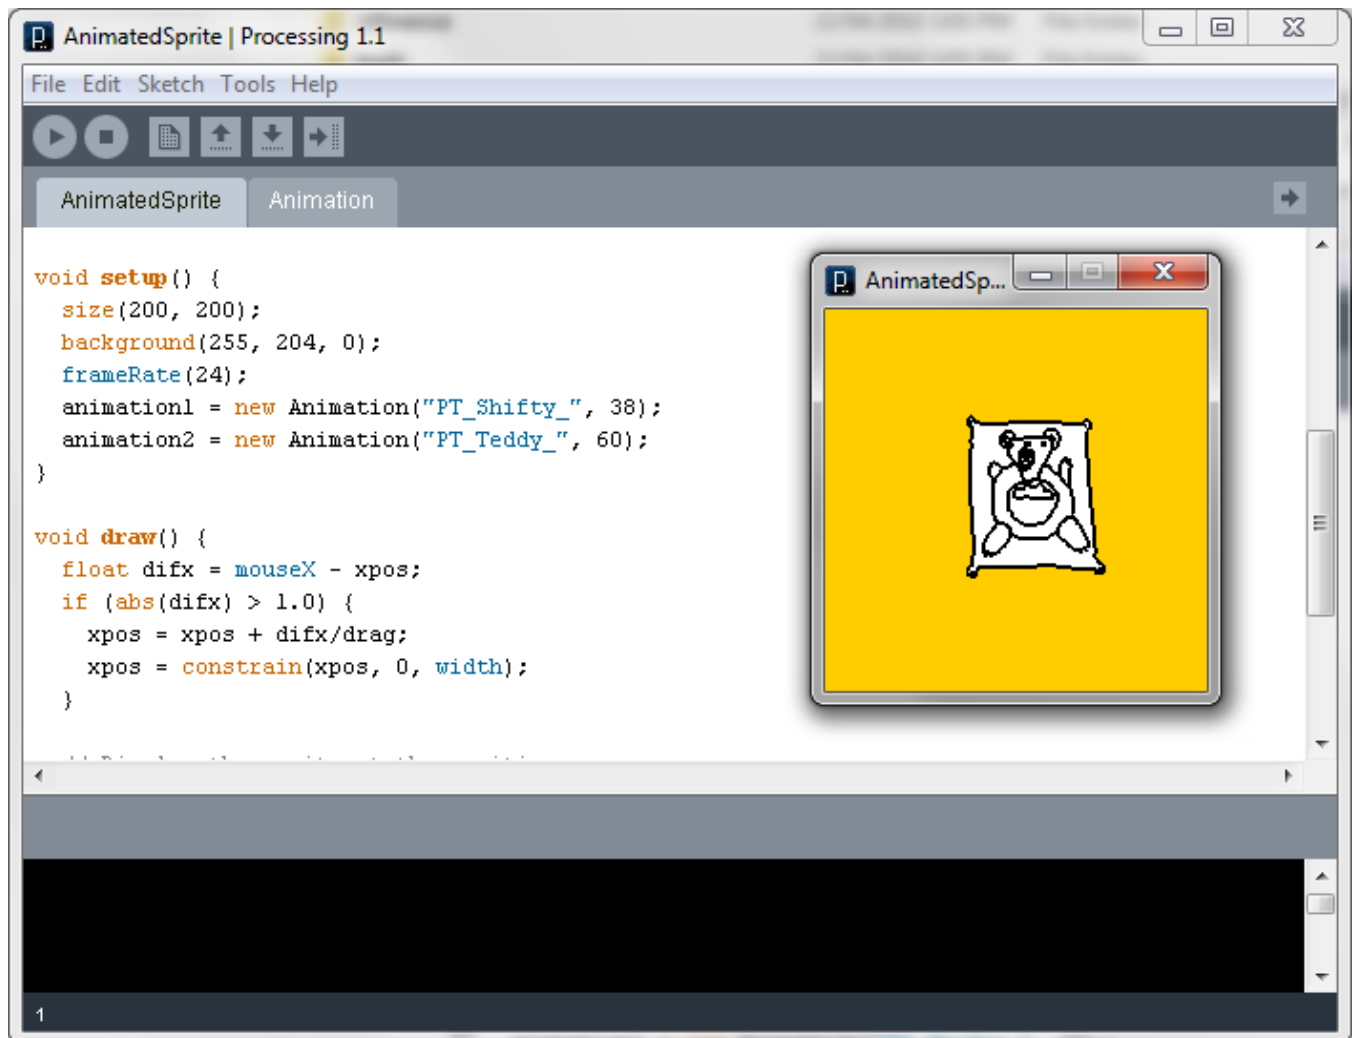 AnimatedSprite | Processing 1.1
File Edit Sketch Tools Help
AnimatedSprite Animation
void setup() {
  size(200, 200);
  background(255, 204, 0);
  frameRate(24);
  animation1 = new Animation("PT_Shifty_", 38);
  animation2 = new Animation("PT_Teddy_", 60);
}
void draw() {
  float difx = mouseX - xpos;
  if (abs(difx) > 1.0) {
    xpos = xpos + difx/drag;
    xpos = constrain(xpos, 0, width);
  }
AnimatedSp...
1